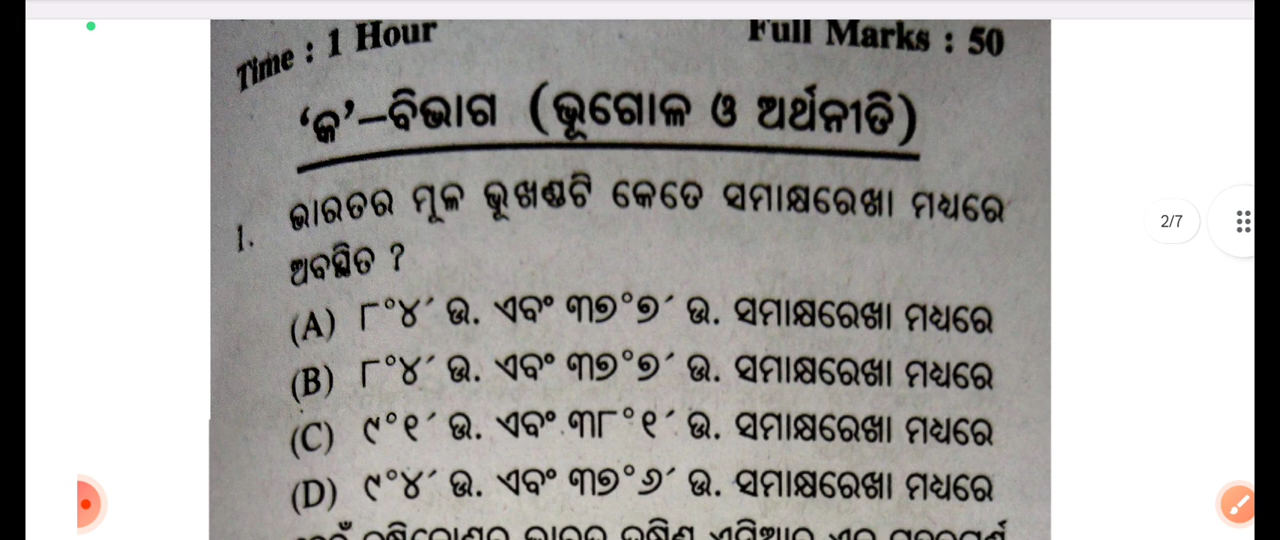 Time : 1 Hour
Full Marks : 50
‘କ’–ବିଭାଗ (ଭୂଗୋଳ ଓ ଅର୍ଥନୀତି)
1. ଭାରତର ମୂଳ ଭୂଖଣ୍ଡଟି କେତେ ସମାକ୍ଷରେଖା ମଧ୍ୟରେ
ଅବସ୍ଥିତ ?
(A) ୮°୪′ ଉ. ଏବଂ ୩୭°୭′ ଉ. ସମାକ୍ଷରେଖା ମଧ୍ୟରେ
2/7
(B) ୮°୪′ ଉ. ଏବଂ ୩୭°୭′ ଉ. ସମାକ୍ଷରେଖା ମଧ୍ୟରେ
(C) ୯°୧′ ଉ. ଏବଂ ୩୮°୧′ ଉ. ସମାକ୍ଷରେଖା ମଧ୍ୟରେ
(D) ୯°୪′ ଉ. ଏବଂ ୩୭°୬′ ଉ. ସମାକ୍ଷରେଖା ମଧ୍ୟରେ